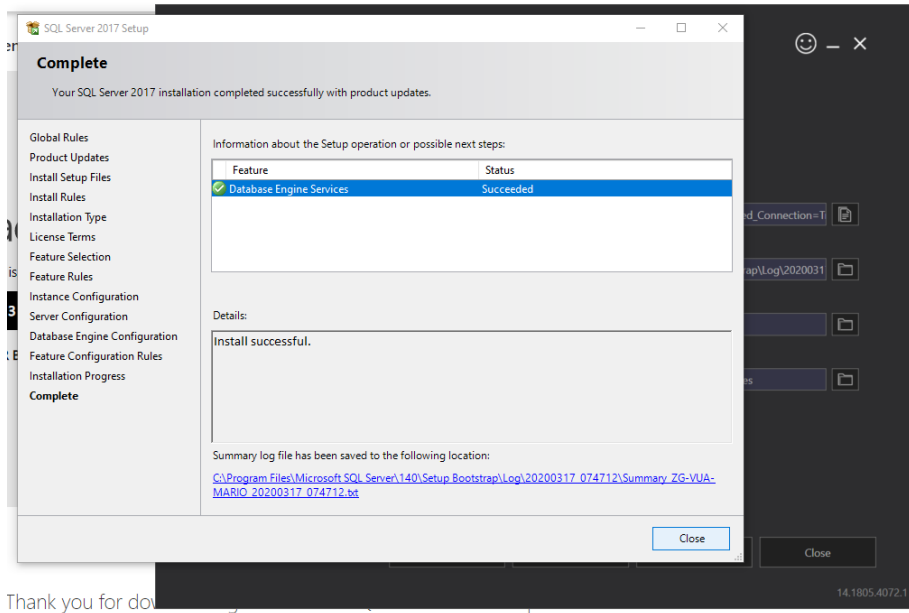 SQL Server 2017 Setup
Complete
Your SQL Server 2017 installation completed successfully with product updates.
Global Rules
Product Updates
Install Setup Files
Install Rules
Installation Type
License Terms
Feature Selection
Feature Rules
Instance Configuration
Server Configuration
Database Engine Configuration
Feature Configuration Rules
Installation Progress
Complete
Information about the Setup operation or possible next steps:
Feature Status
Database Engine Services Succeeded
Details:
Install successful.
Summary log file has been saved to the following location:
C:\Program Files\Microsoft SQL Server\140\Setup Bootstrap\Log\20200317_074712\Summary_ZG-VUA-
MARIO_20200317_074712.txt
Close
ed_Connection=T
rap\Log\2020031
es
Close
14.1805.4072.1
Thank you for dow